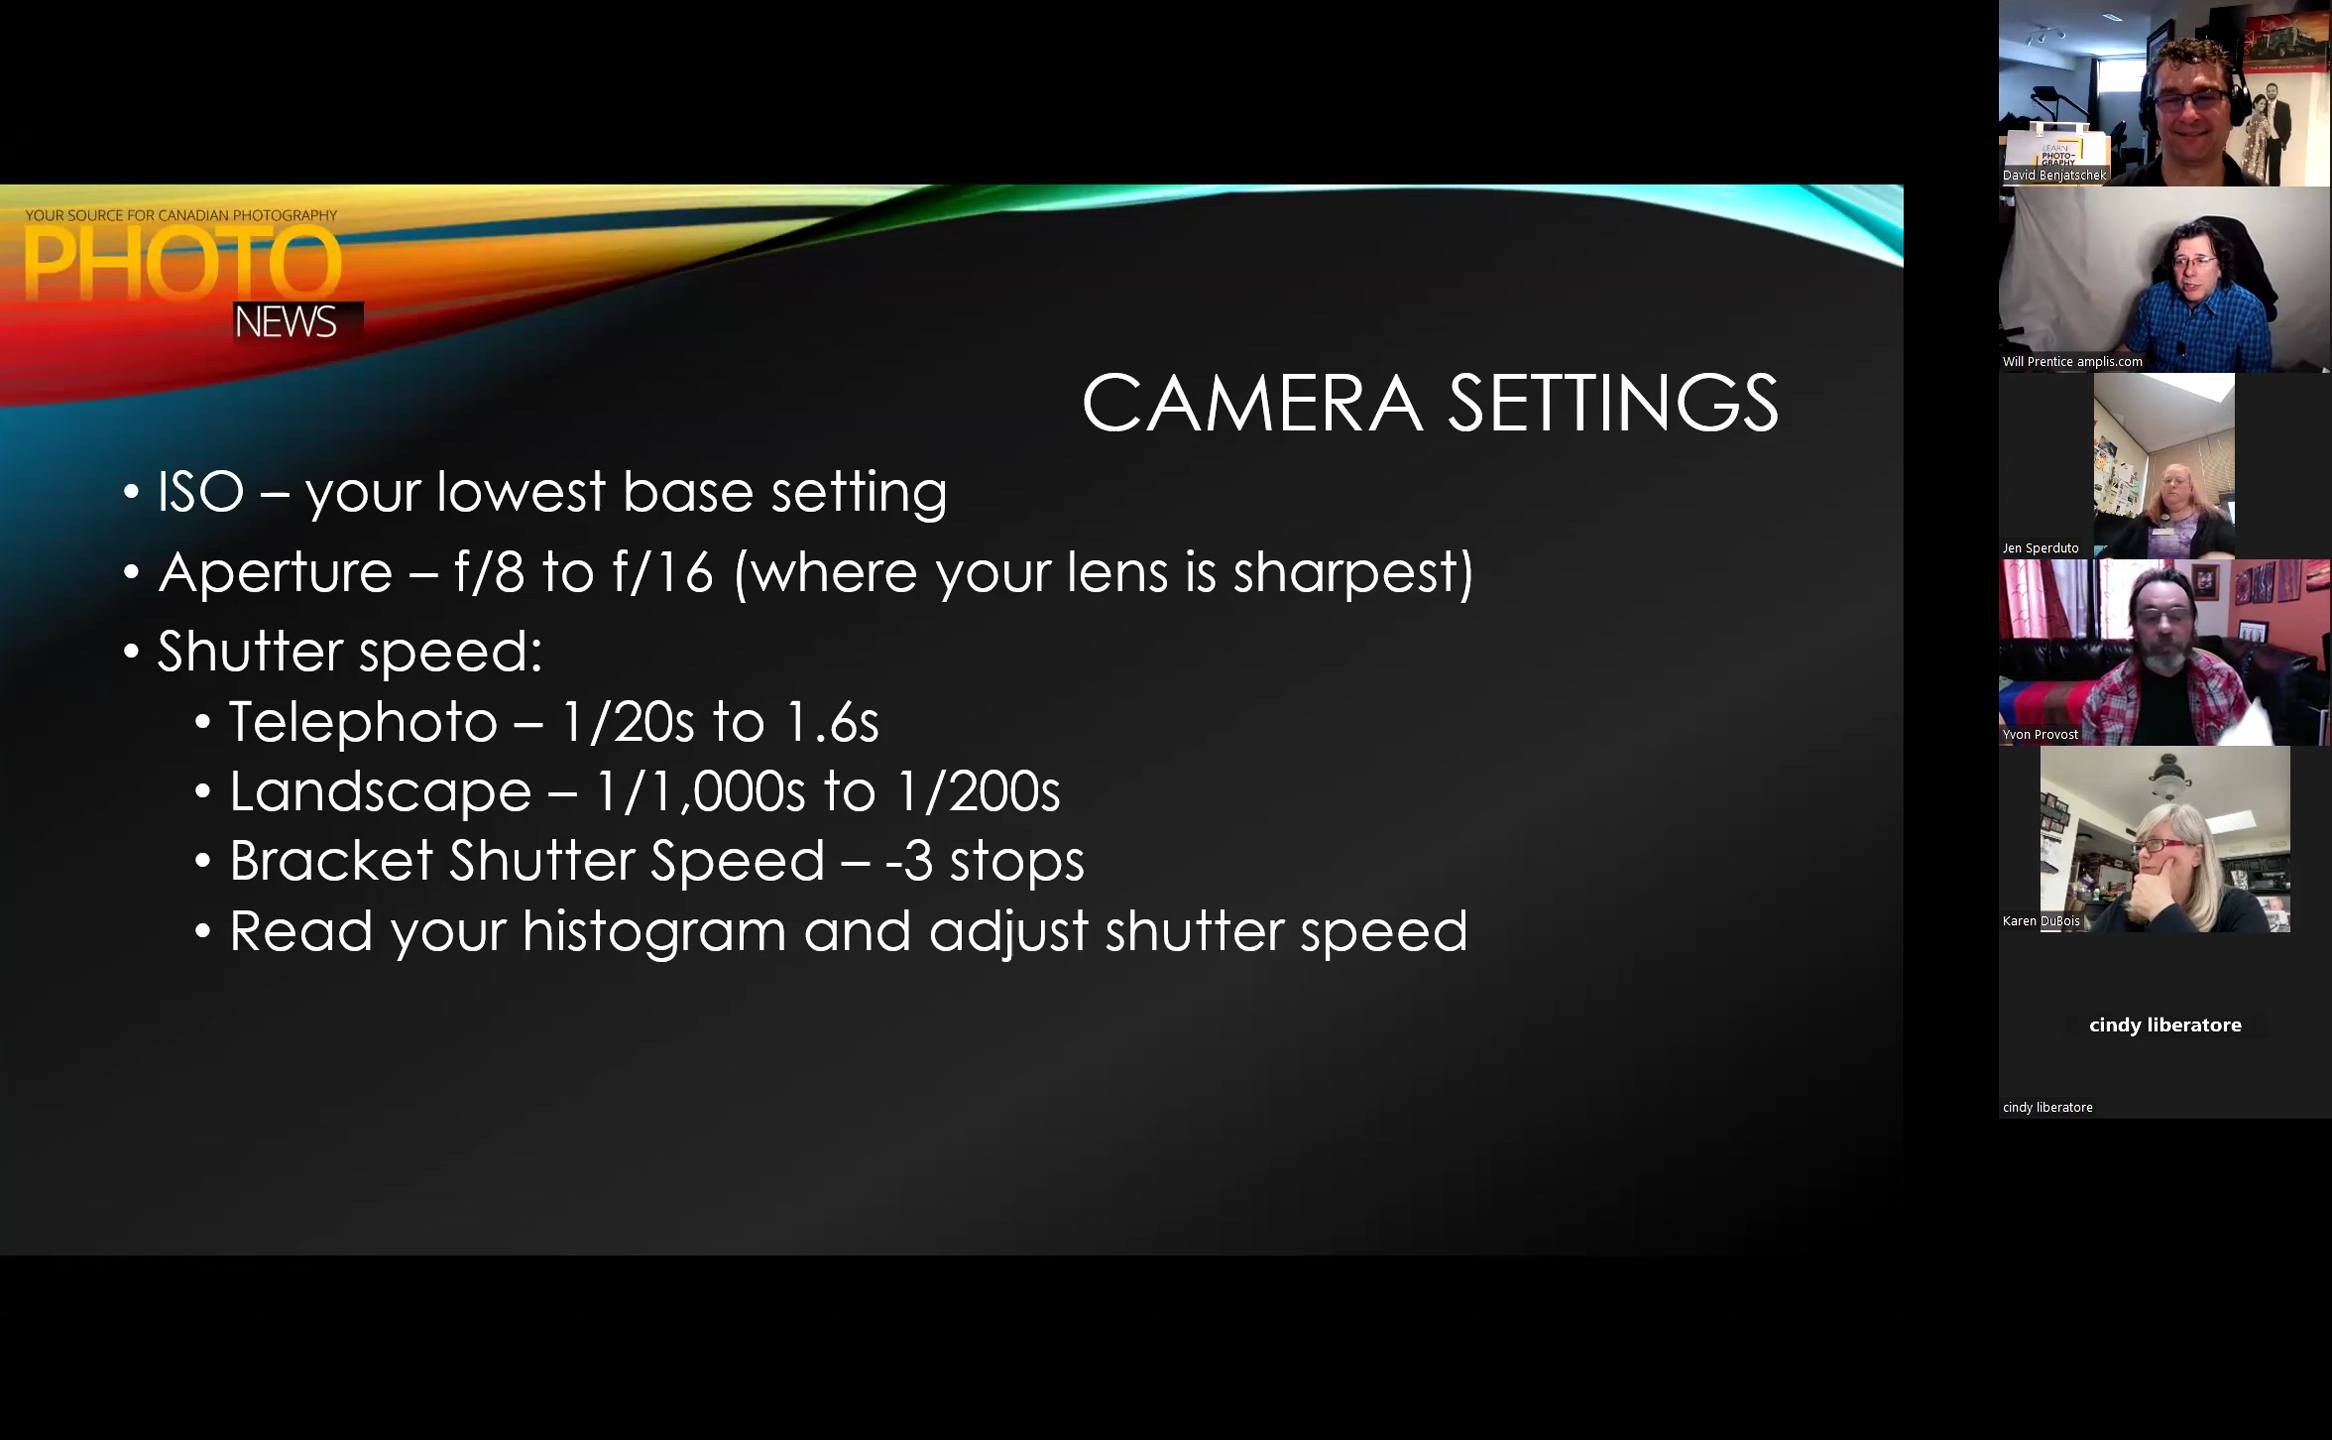 YOUR SOURCE FOR CANADIAN PHOTOGRAPHY
PHOTO
NEWS
CAMERA SETTINGS
• ISO – your lowest base setting
• Aperture – f/8 to f/16 (where your lens is sharpest)
• Shutter speed:
• Telephoto – 1/20s to 1.6s
• Landscape – 1/1,000s to 1/200s
• Bracket Shutter Speed – -3 stops
• Read your histogram and adjust shutter speed
LEARN
PHOTO-
GRAPHY
David Benjatschek
Will Prentice amplis.com
Jen Sperduto
Yvon Provost
Karen DuBois
cindy liberatore
cindy liberatore